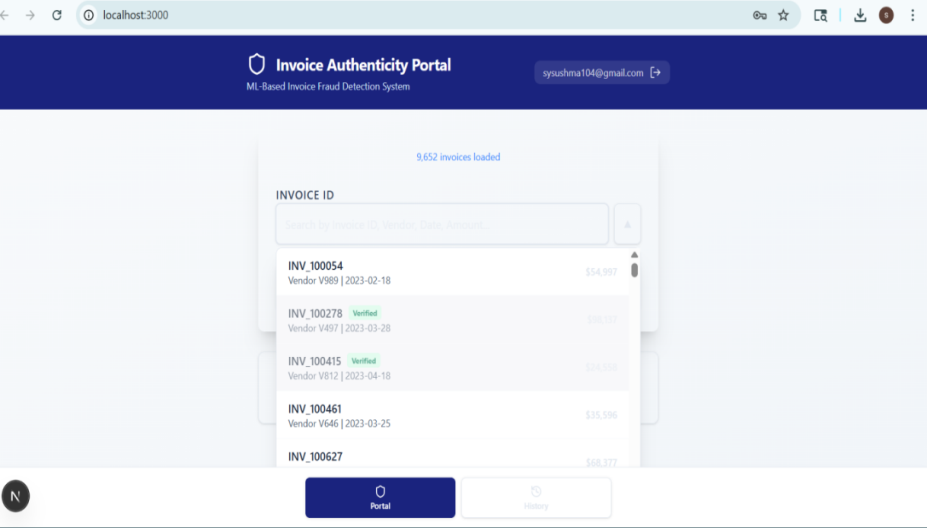 localhost:3000
S
Invoice Authenticity Portal
ML-Based Invoice Fraud Detection System
sysushma104@gmail.com
9,652 invoices loaded
INVOICE ID
Search by Invoice ID, Vendor, Date, Amount...
INV_100054
Vendor V989 | 2023-02-18
$54,997
INV_100278 Verified
Vendor V497 | 2023-03-28
INV_100415 Verified
Vendor V812 | 2023-04-18
INV_100461
Vendor V646 | 2023-03-25
$35,596
INV_100627
$68,377
N
Portal
History